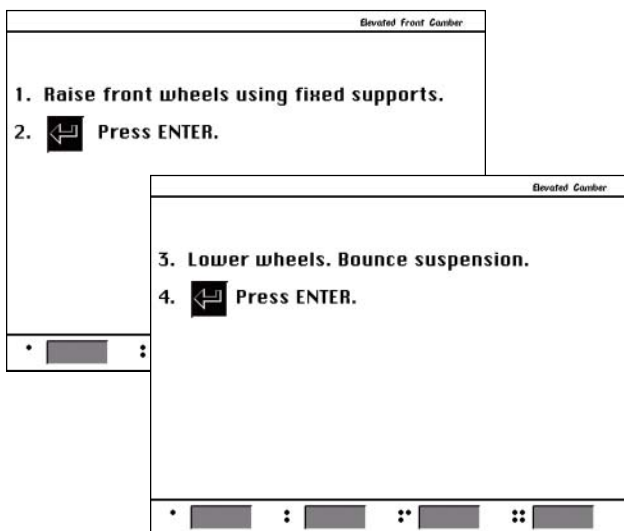 Elevated Front Camber
1. Raise front wheels using fixed supports.
2. Press ENTER.
Elevated Camber
3. Lower wheels. Bounce suspension.
4. Press ENTER.